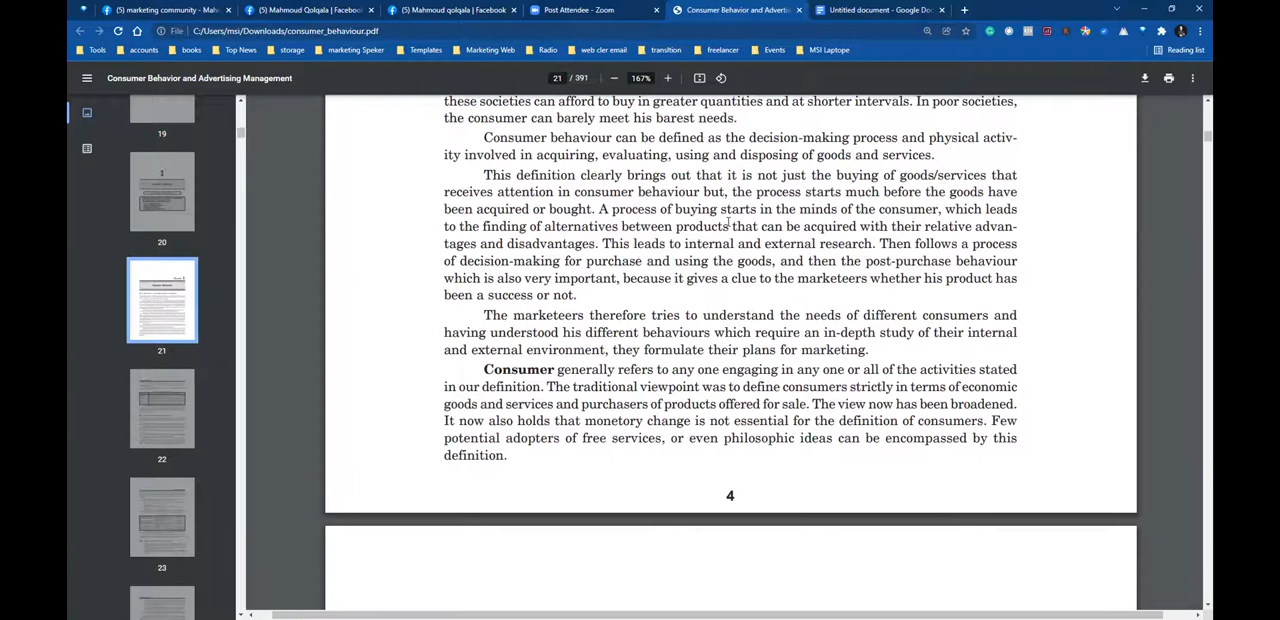 (5) marketing community - Mah
(5) Mahmoud Qolqala | Facebook
(5) Mahmoud qolqala | Facebook
Post Attendee - Zoom
Consumer Behavior and Adverti
Untitled document - Google Doc
File
C:/Users/msi/Downloads/consumer_behaviour.pdf
Tools
accounts
books
Top News
storage
marketing Speker
Templates
Marketing Web
Radio
web cler email
transltion
freelancer
Events
MSI Laptope
Reading list
Consumer Behavior and Advertising Management
21 / 391
167%
19
20
21
22
23
these societies can afford to buy in greater quantities and at shorter intervals. In poor societies,
the consumer can barely meet his barest needs.
Consumer behaviour can be defined as the decision-making process and physical activ-
ity involved in acquiring, evaluating, using and disposing of goods and services.
This definition clearly brings out that it is not just the buying of goods/services that
receives attention in consumer behaviour but, the process starts much before the goods have
been acquired or bought. A process of buying starts in the minds of the consumer, which leads
to the finding of alternatives between products that can be acquired with their relative advan-
tages and disadvantages. This leads to internal and external research. Then follows a process
of decision-making for purchase and using the goods, and then the post-purchase behaviour
which is also very important, because it gives a clue to the marketeers whether his product has
been a success or not.
The marketeers therefore tries to understand the needs of different consumers and
having understood his different behaviours which require an in-depth study of their internal
and external environment, they formulate their plans for marketing.
Consumer generally refers to any one engaging in any one or all of the activities stated
in our definition. The traditional viewpoint was to define consumers strictly in terms of economic
goods and services and purchasers of products offered for sale. The view now has been broadened.
It now also holds that monetary change is not essential for the definition of consumers. Few
potential adopters of free services, or even philosophic ideas can be encompassed by this
definition.
4